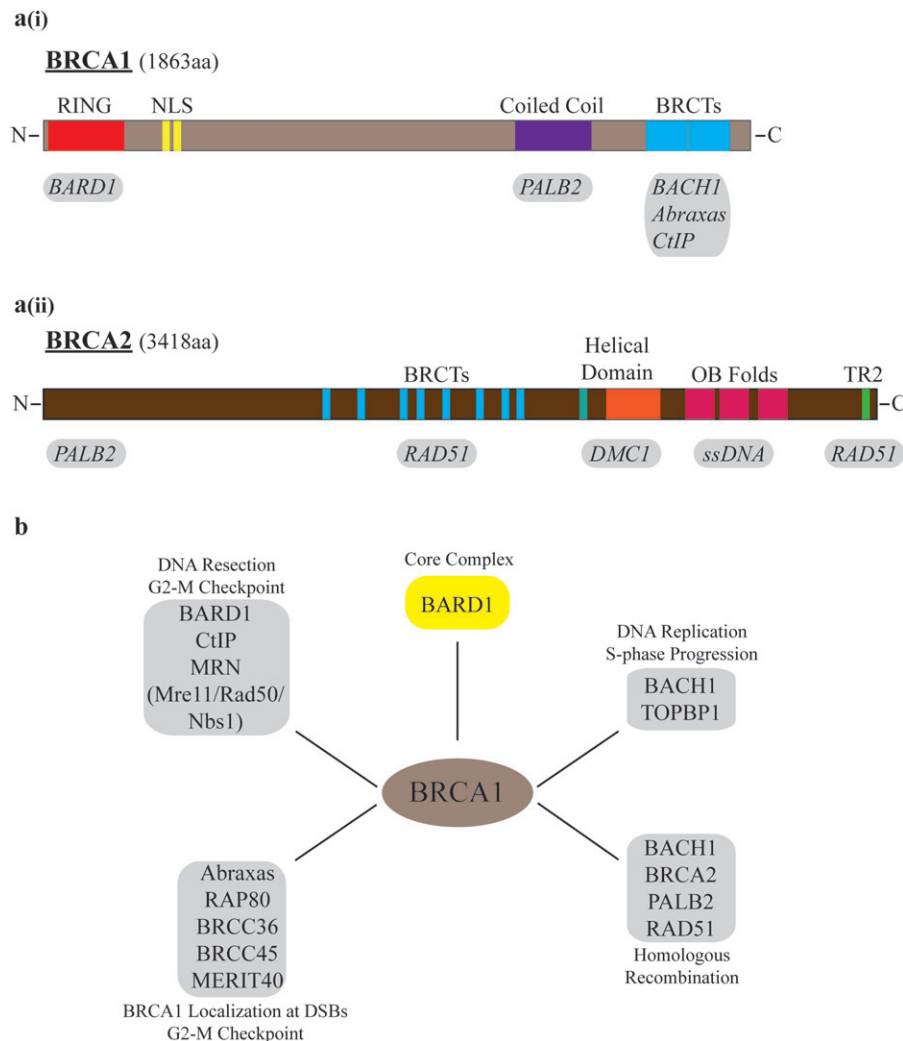 a(i)
BRCA1 (1863aa)
RING NLS Coiled Coil BRCTs
N C
BARD1 PALB2 BACH1
Abraxas
CtIP
a(ii)
BRCA2 (3418aa)
Helical
Domain
BRCTs OB Folds TR2
N C
PALB2 RAD51 DMC1 ssDNA RAD51
b
DNA Resection
G2-M Checkpoint
BARD1
CtIP
MRN
(Mre11/Rad50/
Nbs1)
Core Complex
BARD1
DNA Replication
S-phase Progression
BACH1
TOPBP1
BRCA1
Abraxas
RAP80
BRCC36
BRCC45
MERIT40
BRCA1 Localization at DSBs
G2-M Checkpoint
BACH1
BRCA2
PALB2
RAD51
Homologous
Recombination